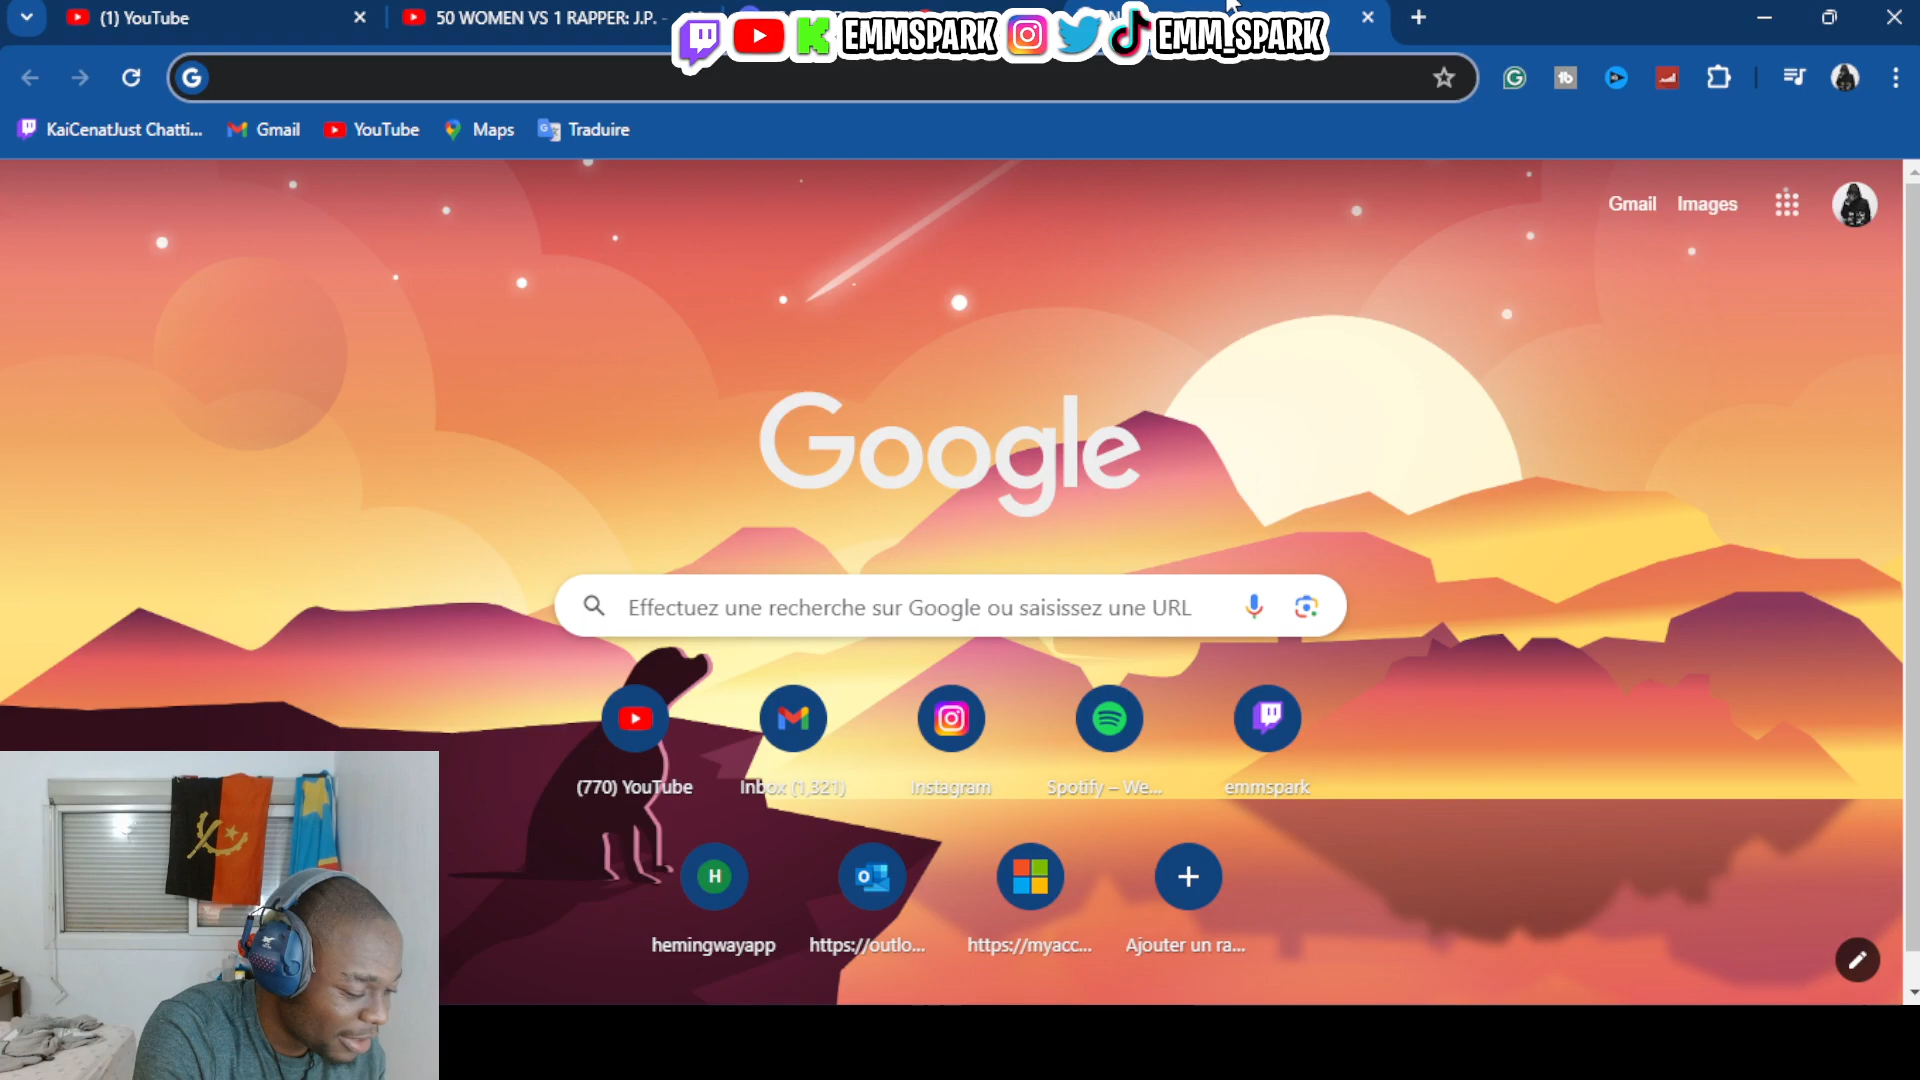 (1) YouTube
50 WOMEN VS 1 RAPPER: J.P. -
EMMSPARK
EMM_SPARK
KaiCenatJust Chatti...
Gmail
YouTube
Maps
Traduire
Gmail
Images
Google
Effectuez une recherche sur Google ou saisissez une URL
(770) YouTube
Inbox (1,321)
Instagram
Spotify – We...
emmspark
H
hemingwayapp
https://outlo...
https://myacc...
Ajouter un ra...